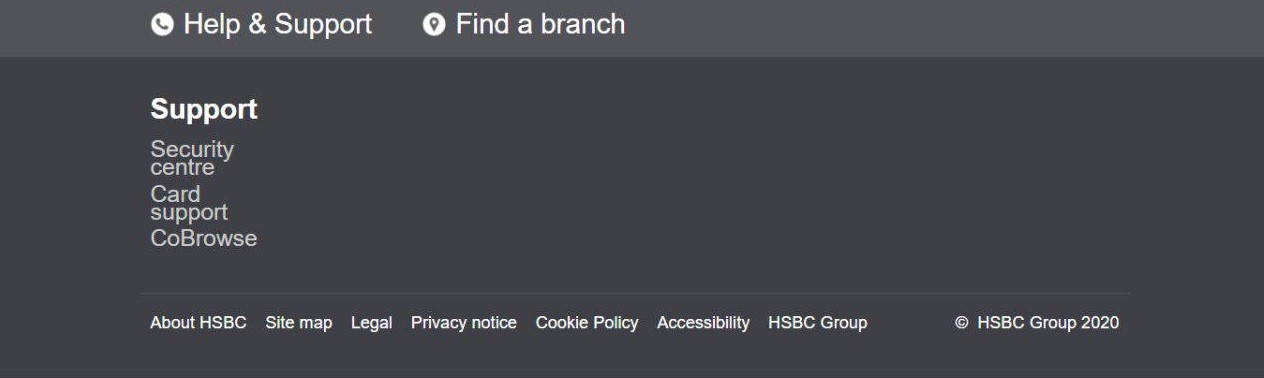 Help & Support Find a branch
Support
Security
centre
Card
support
CoBrowse
About HSBC Site map Legal Privacy notice Cookie Policy Accessibility HSBC Group © HSBC Group 2020